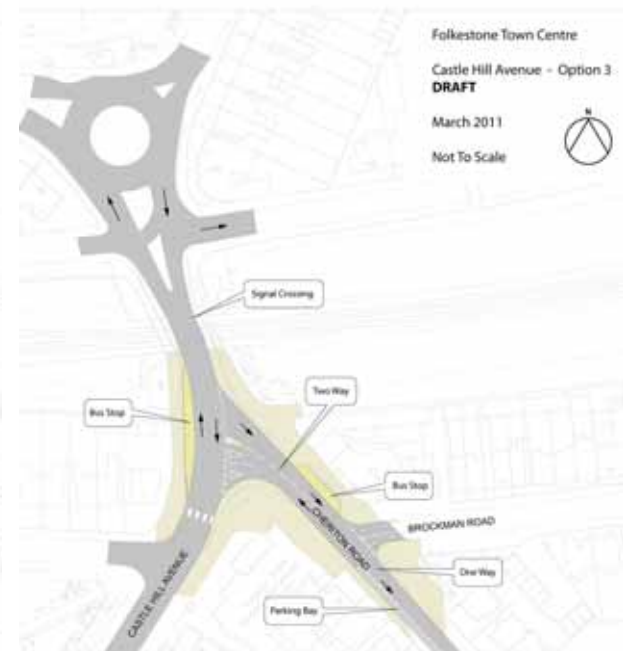 Folkestone Town Centre
Castle Hill Avenue – Option 3
DRAFT
March 2011
N
Not To Scale
Signal Crossing
Two Way
Bus Stop
Bus Stop
BROCKMAN ROAD
CHERITON ROAD
One Way
Parking Bay
CASTLE HILL AVENUE